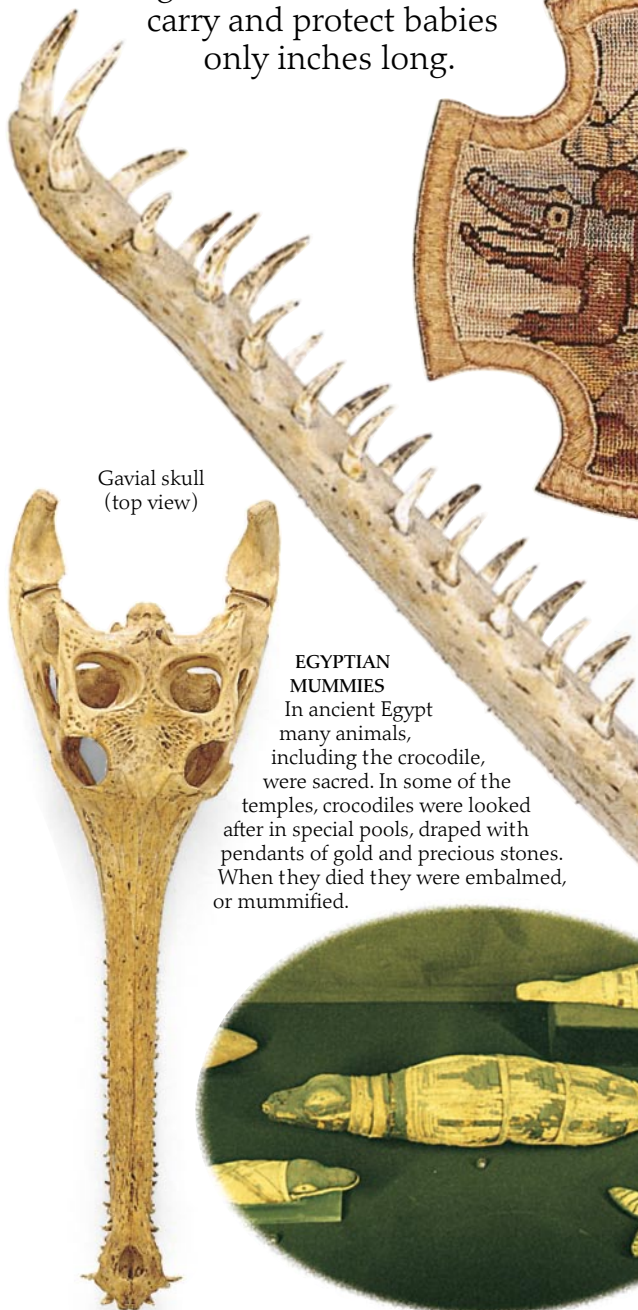 carry and protect babies
only inches long.
Gavial skull
(top view)
EGYPTIAN
MUMMIES
In ancient Egypt
many animals,
including the crocodile,
were sacred. In some of the
temples, crocodiles were looked
after in special pools, draped with
pendants of gold and precious stones.
When they died they were embalmed,
or mummified.